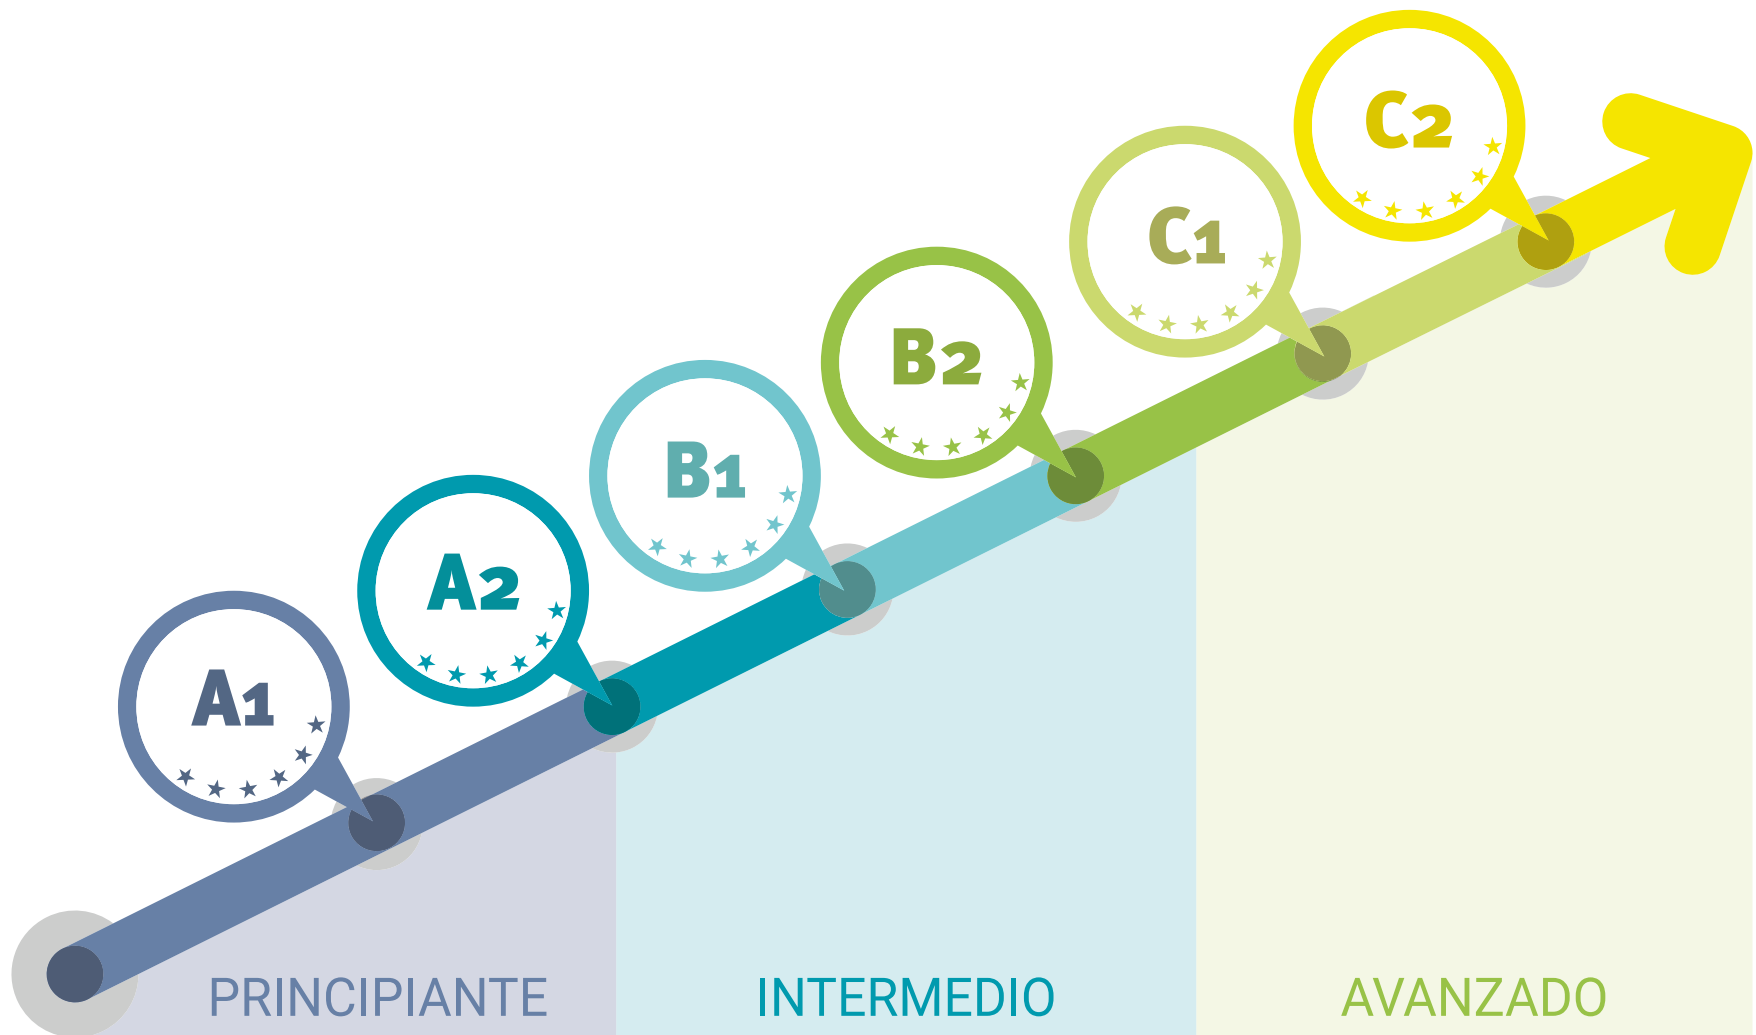 A1
A2
B1
B2
C1
C2
PRINCIPIANTE
INTERMEDIO
AVANZADO